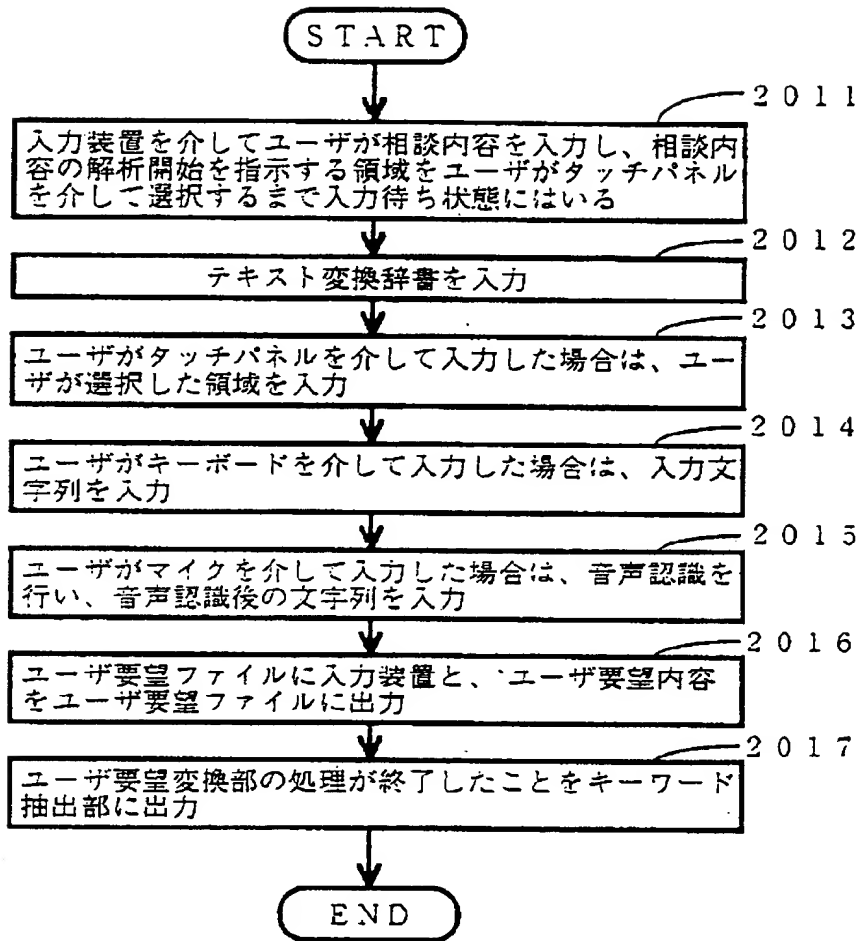 START
2011
入力装置を介してユーザが相談内容を入力し、相談内
容の解析開始を指示する領域をユーザがタッチパネル
を介して選択するまで入力待ち状態にはいる
2012
テキスト変換辞書を入力
2013
ユーザがタッチパネルを介して入力した場合は、ユー
ザが選択した領域を入力
2014
ユーザがキーボードを介して入力した場合は、入力文
字列を入力
2015
ユーザがマイクを介して入力した場合は、音声認識を
行い、音声認識後の文字列を入力
2016
ユーザ要望ファイルに入力装置と、ユーザ要望内容
をユーザ要望ファイルに出力
2017
ユーザ要望変換部の処理が終了したことをキーワード
抽出部に出力
END